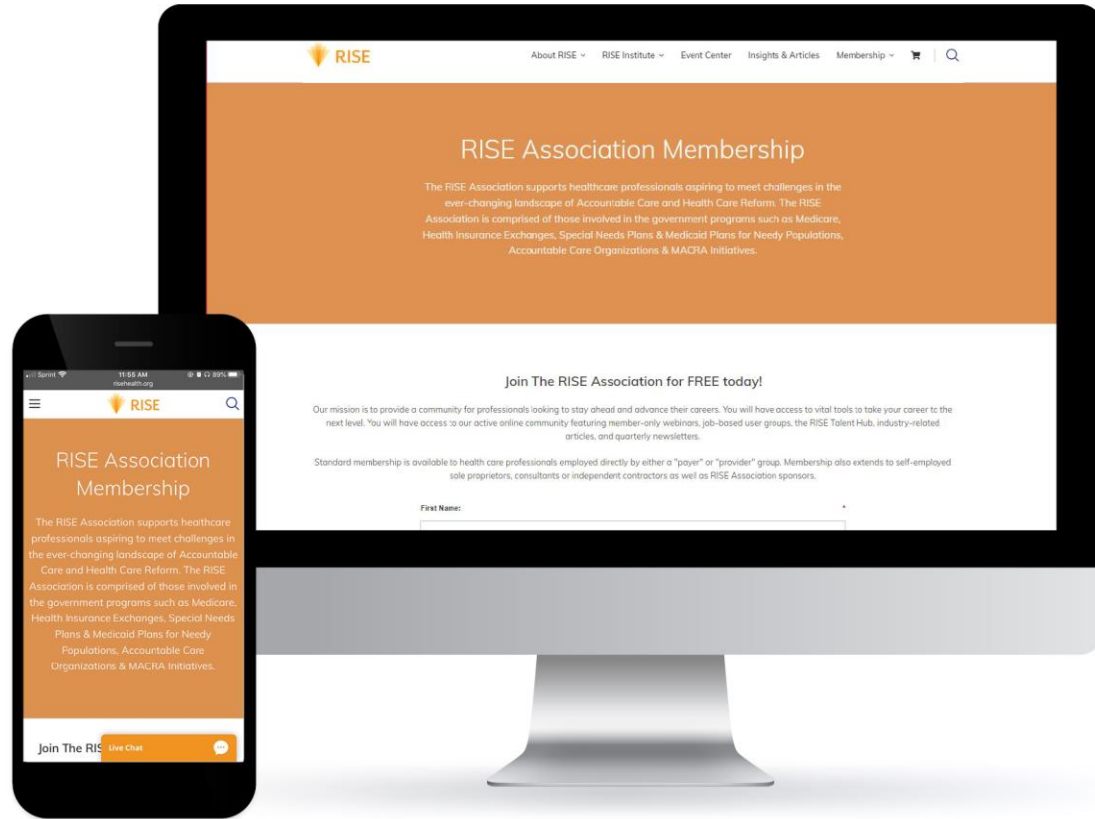 RISE
About RISE
RISE Institute
Event Center
Insights & Articles
Membership
RISE Association Membership
The RISE Association supports healthcare professionals aspiring to meet challenges in the
ever-changing landscape of Accountable Care and Health Care Reform. The RISE
Association is comprised of those involved in the government programs such as Medicare,
Health Insurance Exchanges, Special Needs Plans & Medicaid Plans for Needy Populations,
Accountable Care Organizations & MACRA Initiatives.
Join The RISE Association for FREE today!
Our mission is to provide a community for professionals looking to stay ahead and advance their careers. You will have access to vital tools to take your career to the
next level. You will have access to our active online community featuring member-only webinars, job-based user groups, the RISE Talent Hub, industry-related
articles, and quarterly newsletters.
Standard membership is available to health care professionals employed directly by either a "payer" or "provider" group. Membership also extends to self-employed
sole proprietors, consultants or independent contractors as well as RISE Association sponsors.
First Name: *
Sprint 11:55 AM 89%
risehealth.org
RISE
RISE Association
Membership
The RISE Association supports healthcare
professionals aspiring to meet challenges in
the ever-changing landscape of Accountable
Care and Health Care Reform. The RISE
Association is comprised of those involved in
the government programs such as Medicare,
Health Insurance Exchanges, Special Needs
Plans & Medicaid Plans for Needy
Populations, Accountable Care
Organizations & MACRA Initiatives.
Join The RIS
Live Chat